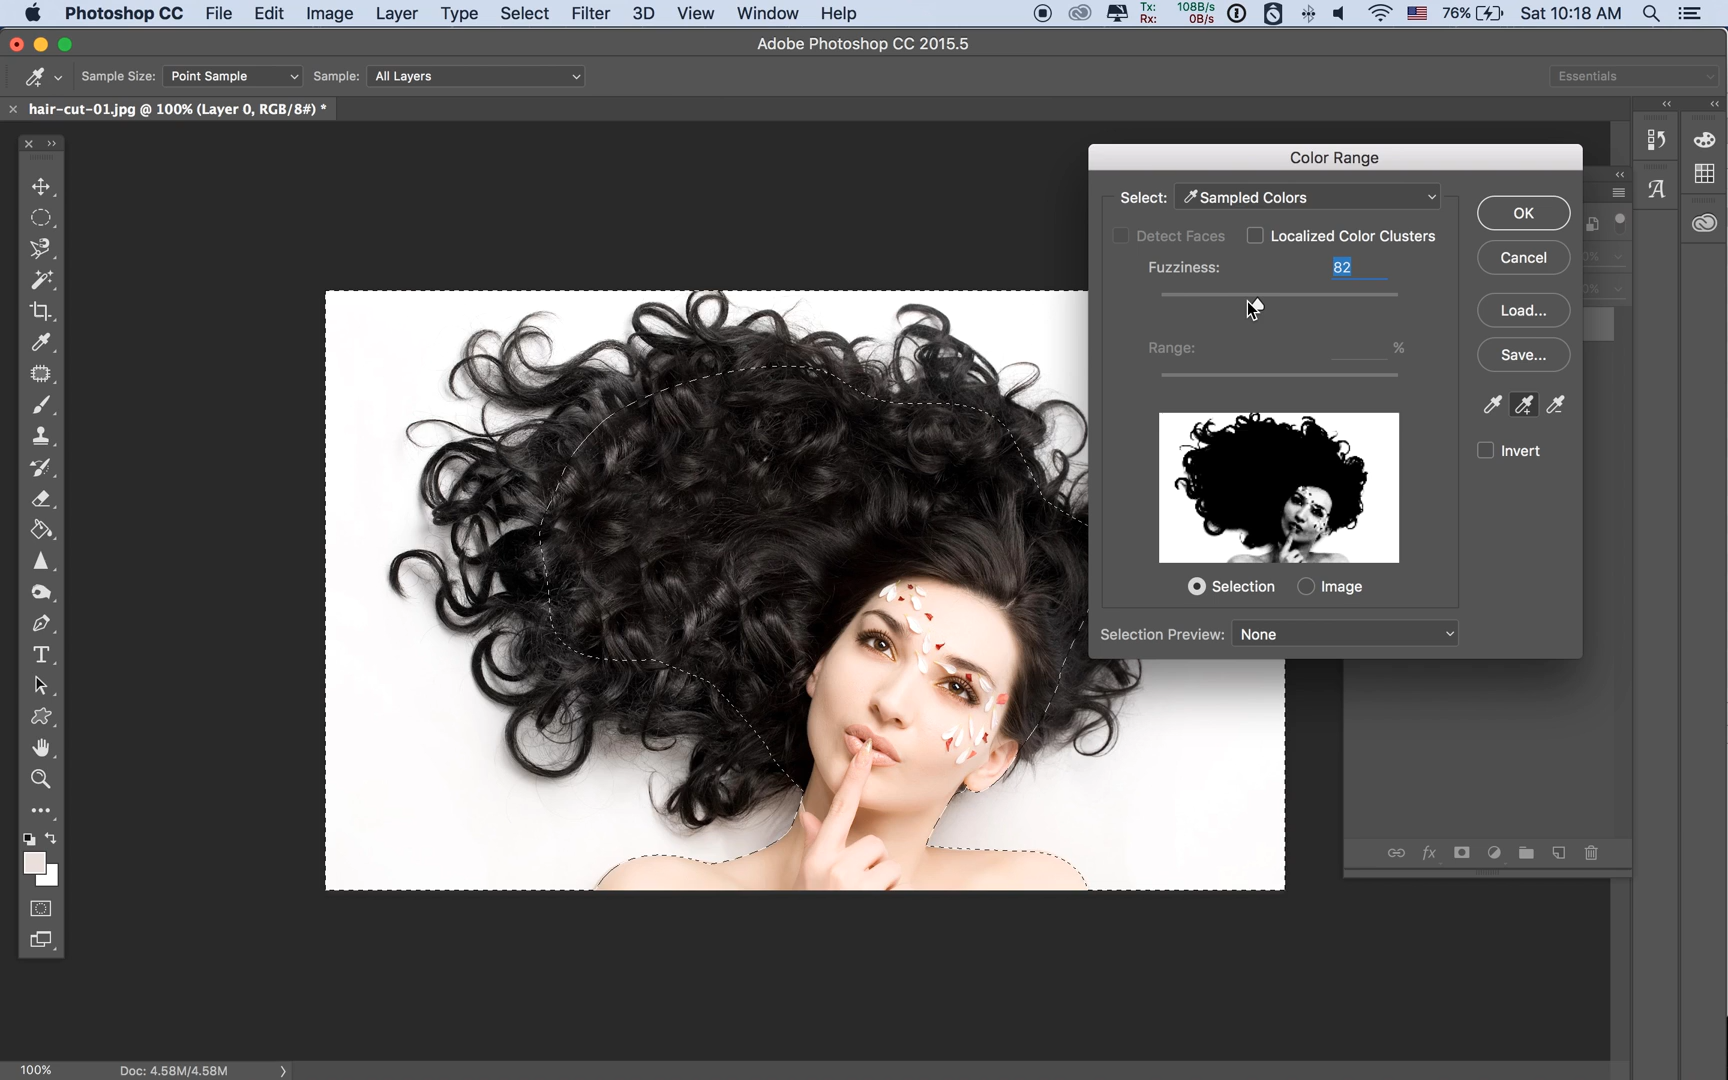 Photoshop CC File Edit Image Layer Type Select Filter 3D View Window Help Tx: 108B/s Rx: 0B/s 76% Sat 10:18 AM
Adobe Photoshop CC 2015.5
Sample Size: Point Sample Sample: All Layers Essentials
hair-cut-01.jpg @ 100% (Layer 0, RGB/8#) *
Color Range
Select: Sampled Colors
OK
Detect Faces Localized Color Clusters
Cancel
Fuzziness: 82
Load...
Range: %
Save...
Invert
Selection Image
Selection Preview: None
fx
100% Doc: 4.58M/4.58M